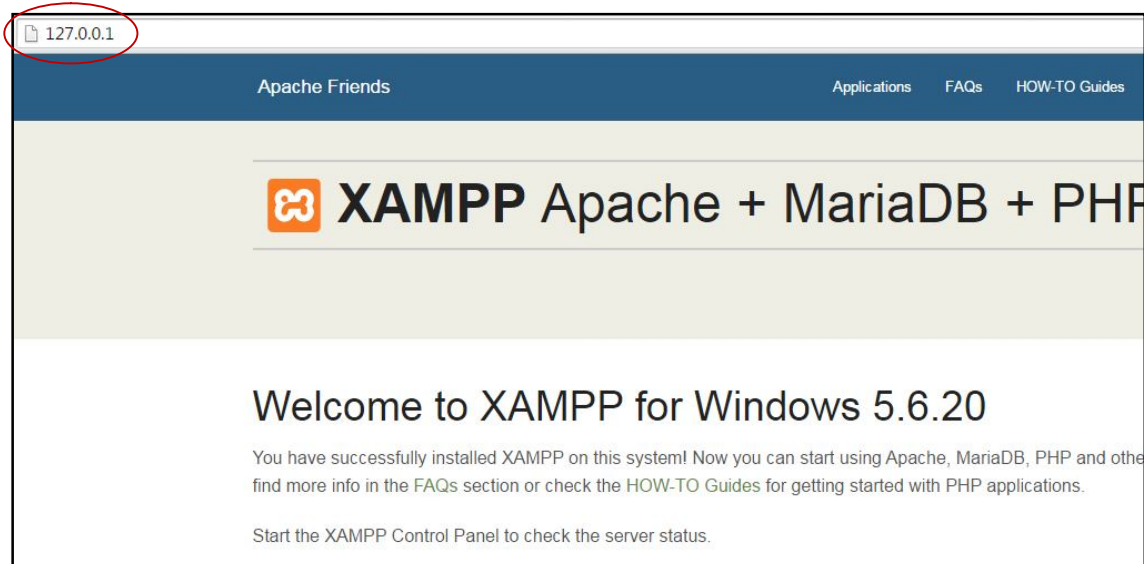 127.0.0.1
Apache Friends Applications FAQs HOW-TO Guides
XAMPP Apache + MariaDB + PHP
Welcome to XAMPP for Windows 5.6.20
You have successfully installed XAMPP on this system! Now you can start using Apache, MariaDB, PHP and othe
find more info in the FAQs section or check the HOW-TO Guides for getting started with PHP applications.
Start the XAMPP Control Panel to check the server status.